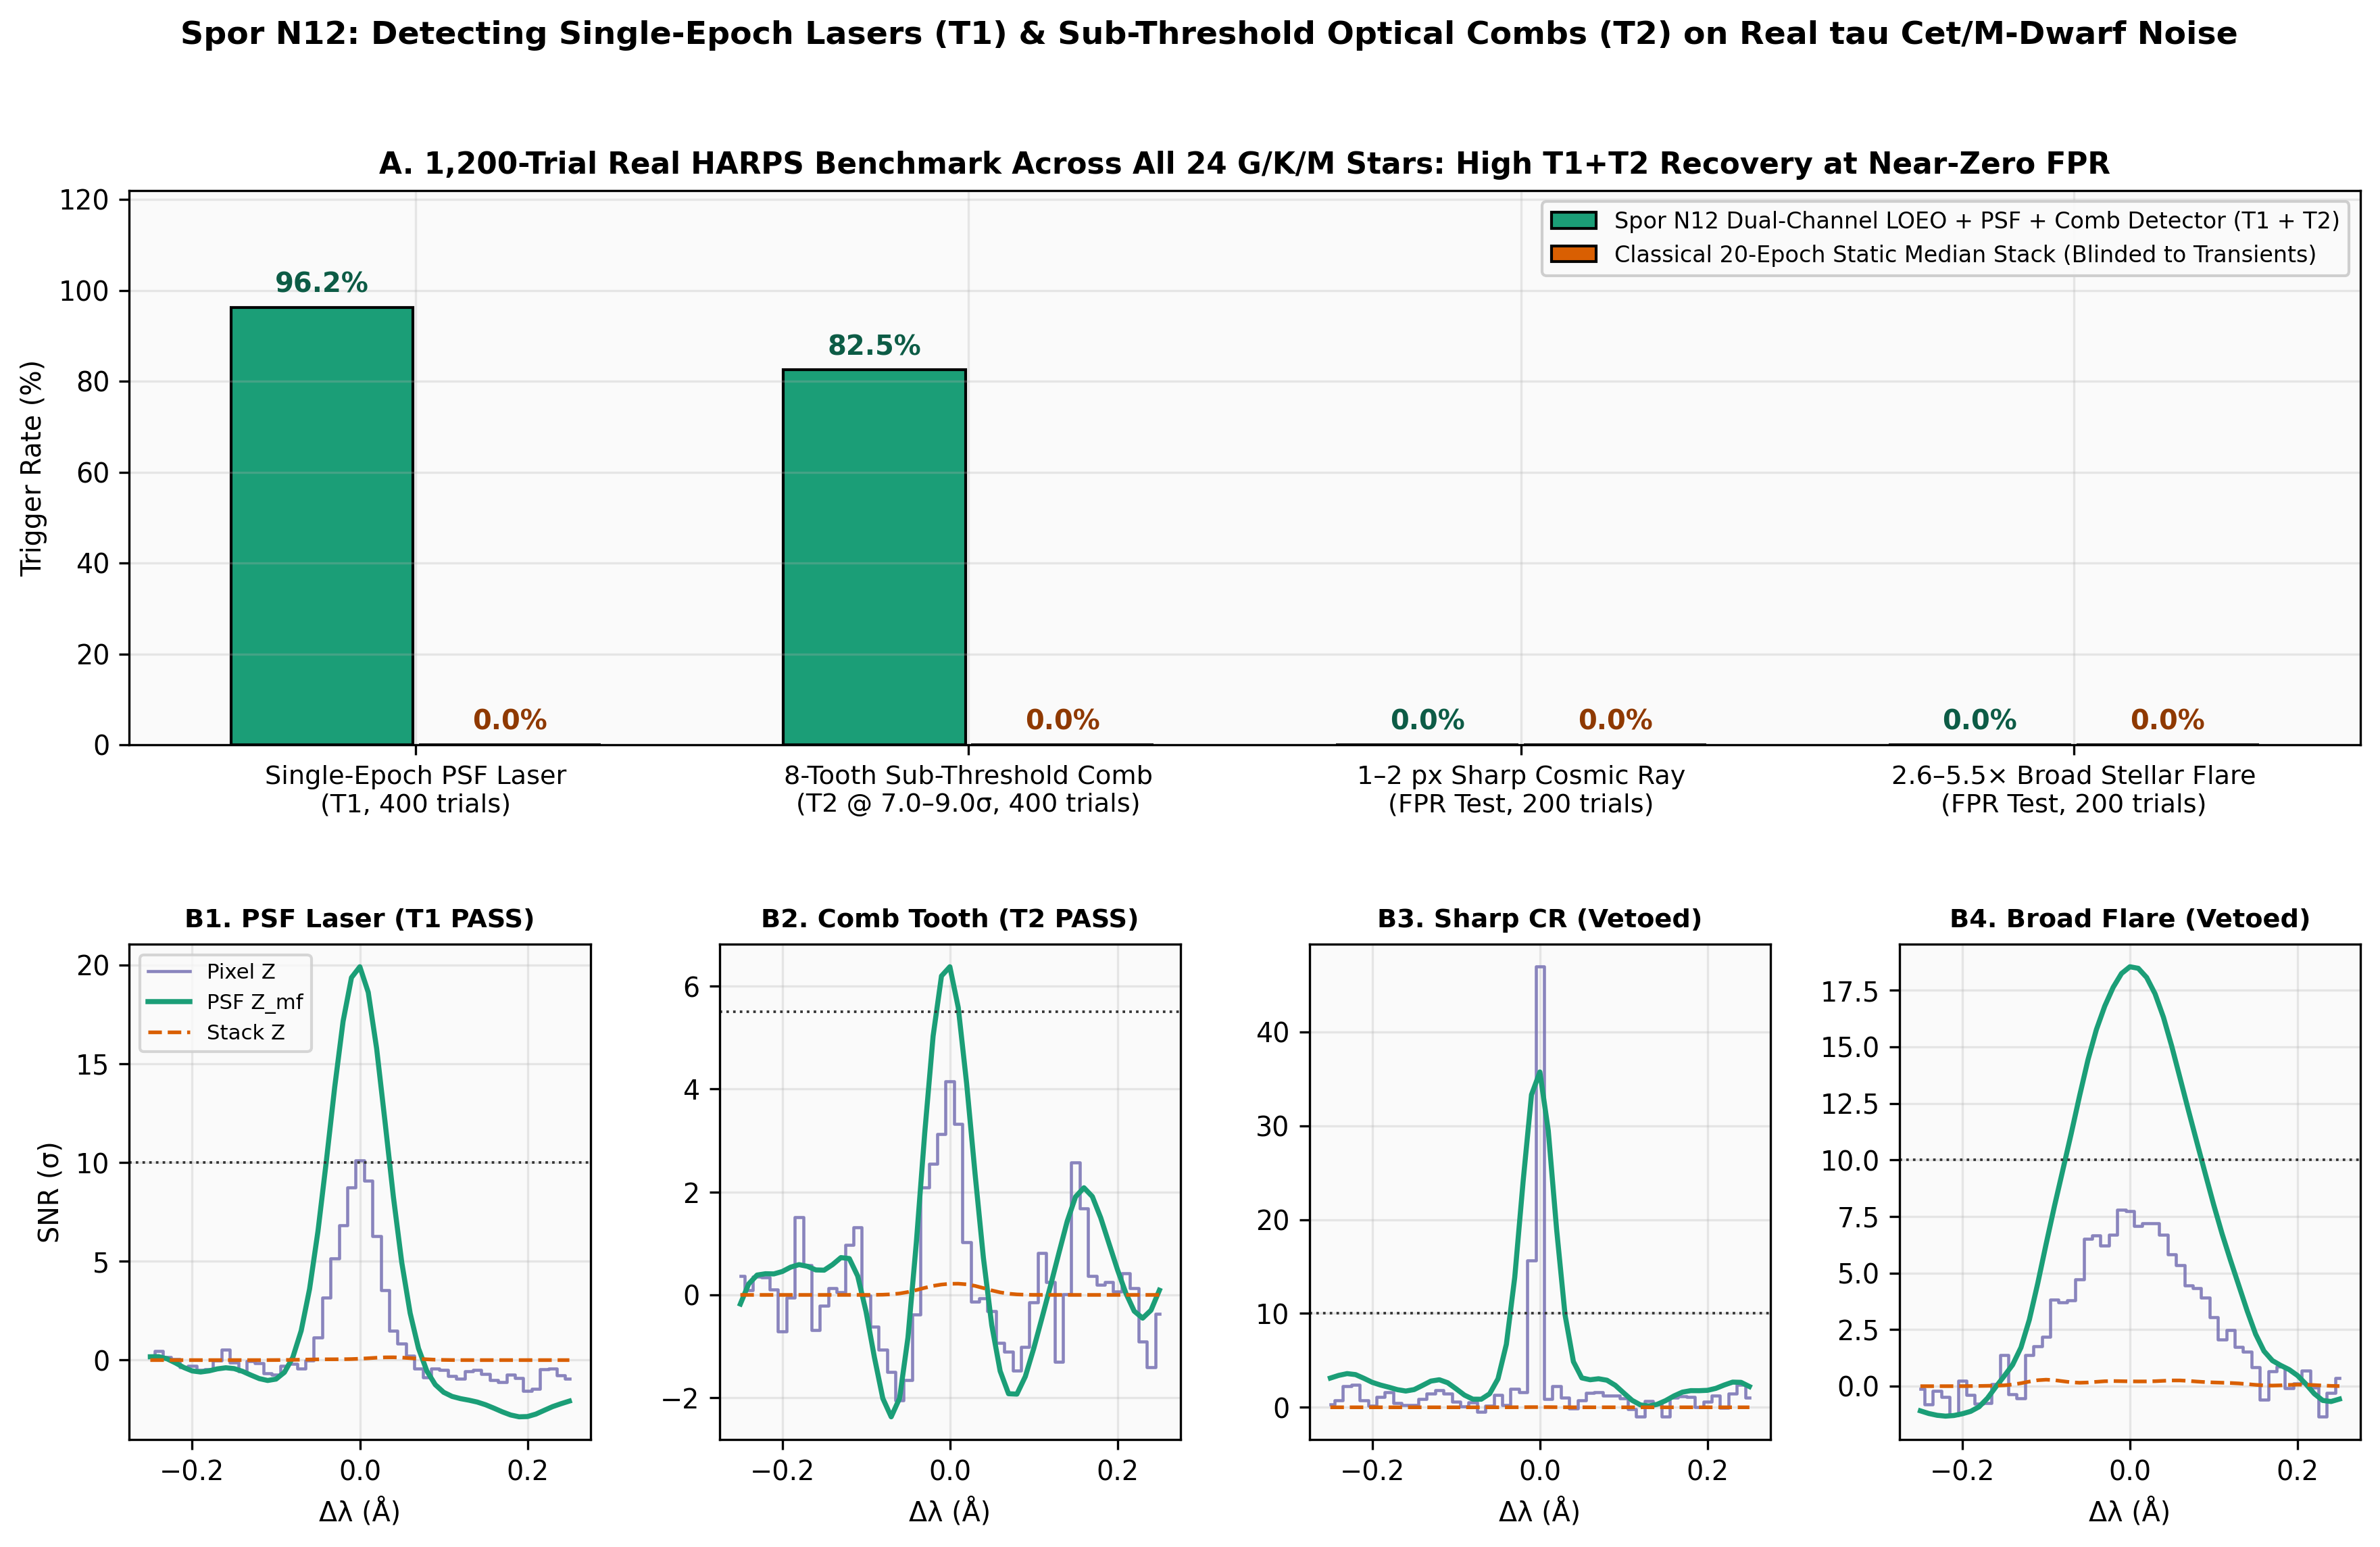 Spor N12: Detecting Single-Epoch Lasers (T1) & Sub-Threshold Optical Combs (T2) on Real tau Cet/M-Dwarf Noise
A. 1,200-Trial Real HARPS Benchmark Across All 24 G/K/M Stars: High T1+T2 Recovery at Near-Zero FPR
Trigger Rate (%)
120
100
80
60
40
20
0
Spor N12 Dual-Channel LOEO + PSF + Comb Detector (T1 + T2)
Classical 20-Epoch Static Median Stack (Blinded to Transients)
96.2%
0.0%
82.5%
0.0%
0.0%
0.0%
0.0%
0.0%
Single-Epoch PSF Laser
(T1, 400 trials)
8-Tooth Sub-Threshold Comb
(T2 @ 7.0–9.0σ, 400 trials)
1–2 px Sharp Cosmic Ray
(FPR Test, 200 trials)
2.6–5.5× Broad Stellar Flare
(FPR Test, 200 trials)
B1. PSF Laser (T1 PASS)
SNR (σ)
20
15
10
5
0
Pixel Z
PSF Z_mf
Stack Z
−0.2 0.0 0.2
Δλ (Å)
B2. Comb Tooth (T2 PASS)
6
4
2
0
−2
−0.2 0.0 0.2
Δλ (Å)
B3. Sharp CR (Vetoed)
40
30
20
10
0
−0.2 0.0 0.2
Δλ (Å)
B4. Broad Flare (Vetoed)
17.5
15.0
12.5
10.0
7.5
5.0
2.5
0.0
−0.2 0.0 0.2
Δλ (Å)